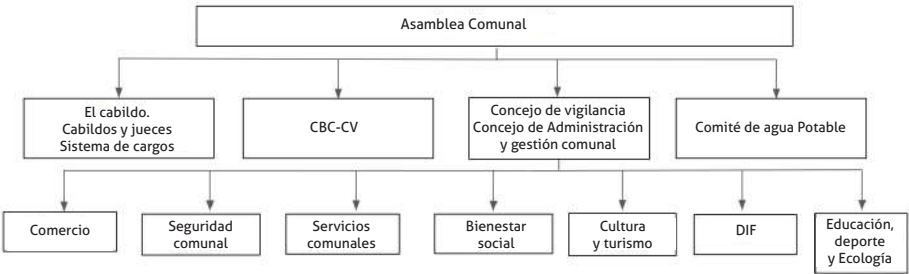 Asamblea Comunal
El cabildo.
Cabildos y jueces
Sistema de cargos
CBC-CV
Concejo de vigilancia
Concejo de Administración
y gestión comunal
Comité de agua Potable
Comercio
Seguridad
comunal
Servicios
comunales
Bienestar
social
Cultura
y turismo
DIF
Educación,
deporte
y Ecología